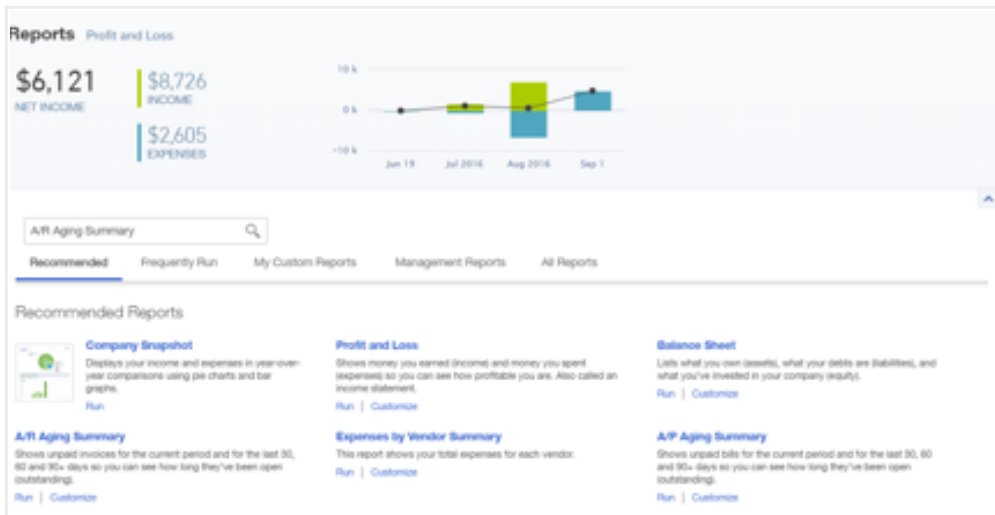 Reports Profit and Loss
$6,121
NET INCOME
$8,726
INCOME
$2,605
EXPENSES
10 k
0 k
-10 k
Jun 19 Jul 2016 Aug 2016 Sep 1
A/R Aging Summary
Recommended Frequently Run My Custom Reports Management Reports All Reports
Recommended Reports
Company Snapshot
Displays your income and expenses in year-over-
year comparisons using pie charts and bar
graphs.
Run
Profit and Loss
Shows money you earned (income) and money you spent
(expenses) so you can see how profitable you are. Also called an
income statement.
Run | Customize
Balance Sheet
Lists what you own (assets), what your debts are (liabilities), and
what you've invested in your company (equity).
Run | Customize
A/R Aging Summary
Shows unpaid invoices for the current period and for the last 30,
60 and 90+ days so you can see how long they've been open
(outstanding).
Run | Customize
Expenses by Vendor Summary
This report shows your total expenses for each vendor.
Run | Customize
A/P Aging Summary
Shows unpaid bills for the current period and for the last 30, 60
and 90+ days so you can see how long they've been open
(outstanding).
Run | Customize